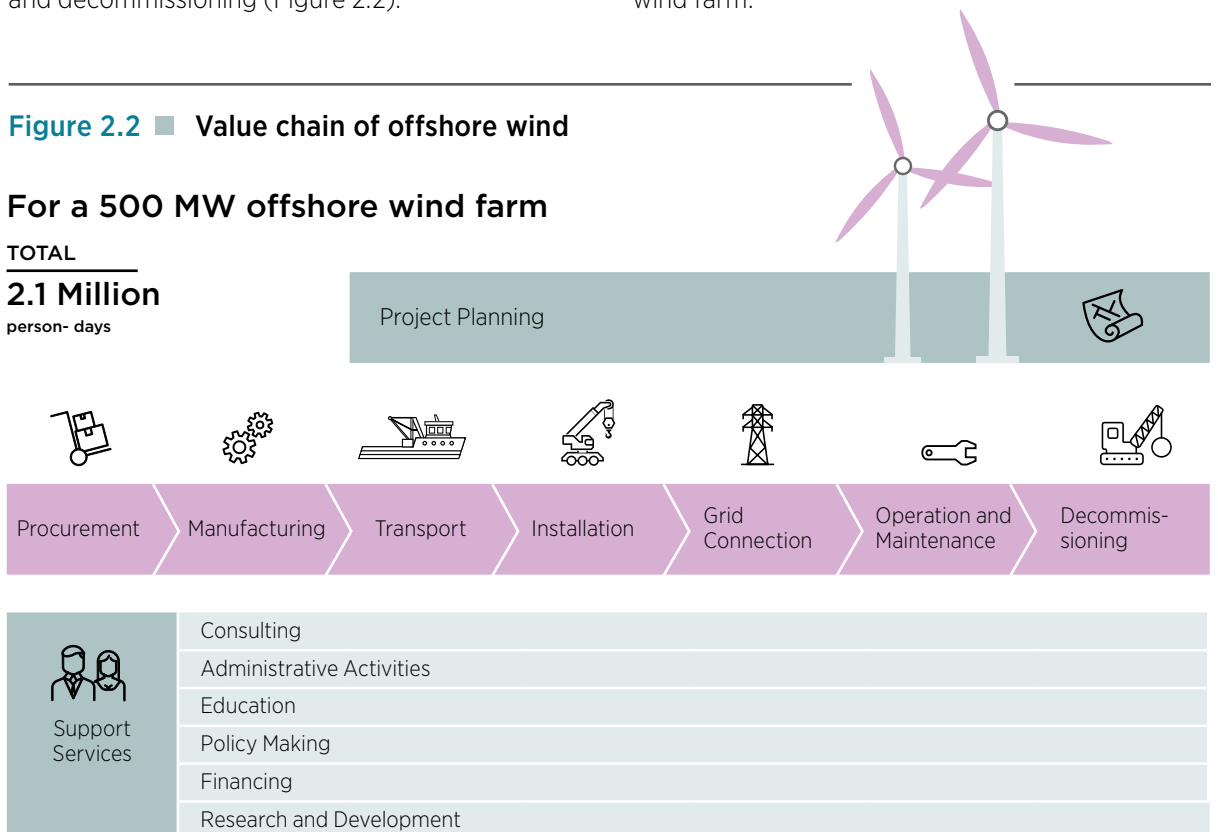 and decommissioning (Figure 2.2).
wind farm.
Figure 2.2 Value chain of offshore wind
For a 500 MW offshore wind farm
TOTAL
2.1 Million
person- days
Project Planning
Procurement
Manufacturing
Transport
Installation
Grid
Connection
Operation and
Maintenance
Decommis-
sioning
Support
Services
Consulting
Administrative Activities
Education
Policy Making
Financing
Research and Development